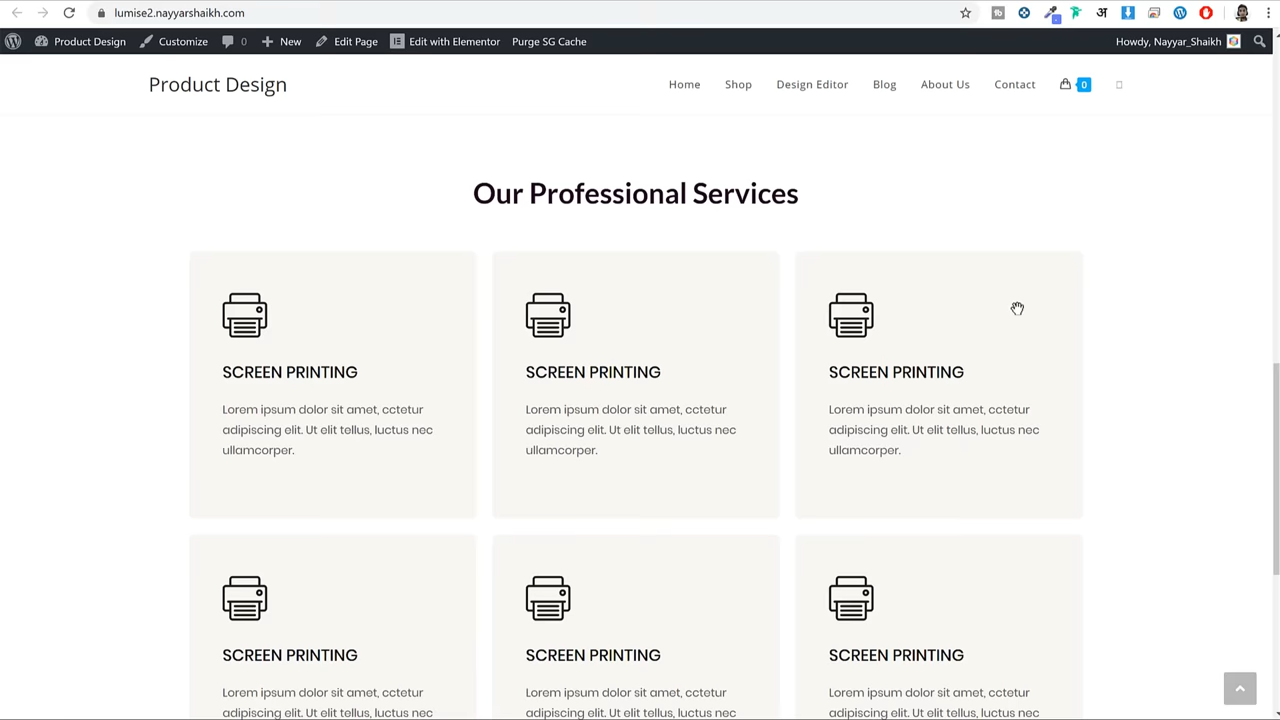 lumise2.nayyarshaikh.com
Product Design Customize 0 New Edit Page Edit with Elementor Purge SG Cache Howdy, Nayyar_Shaikh
Product Design Home Shop Design Editor Blog About Us Contact 0
Our Professional Services
SCREEN PRINTING SCREEN PRINTING SCREEN PRINTING
Lorem ipsum dolor sit amet, cctetur Lorem ipsum dolor sit amet, cctetur Lorem ipsum dolor sit amet, cctetur
adipiscing elit. Ut elit tellus, luctus nec adipiscing elit. Ut elit tellus, luctus nec adipiscing elit. Ut elit tellus, luctus nec
ullamcorper. ullamcorper. ullamcorper.
SCREEN PRINTING SCREEN PRINTING SCREEN PRINTING
Lorem ipsum dolor sit amet, cctetur Lorem ipsum dolor sit amet, cctetur Lorem ipsum dolor sit amet, cctetur
adipiscing elit. Ut elit tellus, luctus nec adipiscing elit. Ut elit tellus, luctus nec adipiscing elit. Ut elit tellus, luctus nec